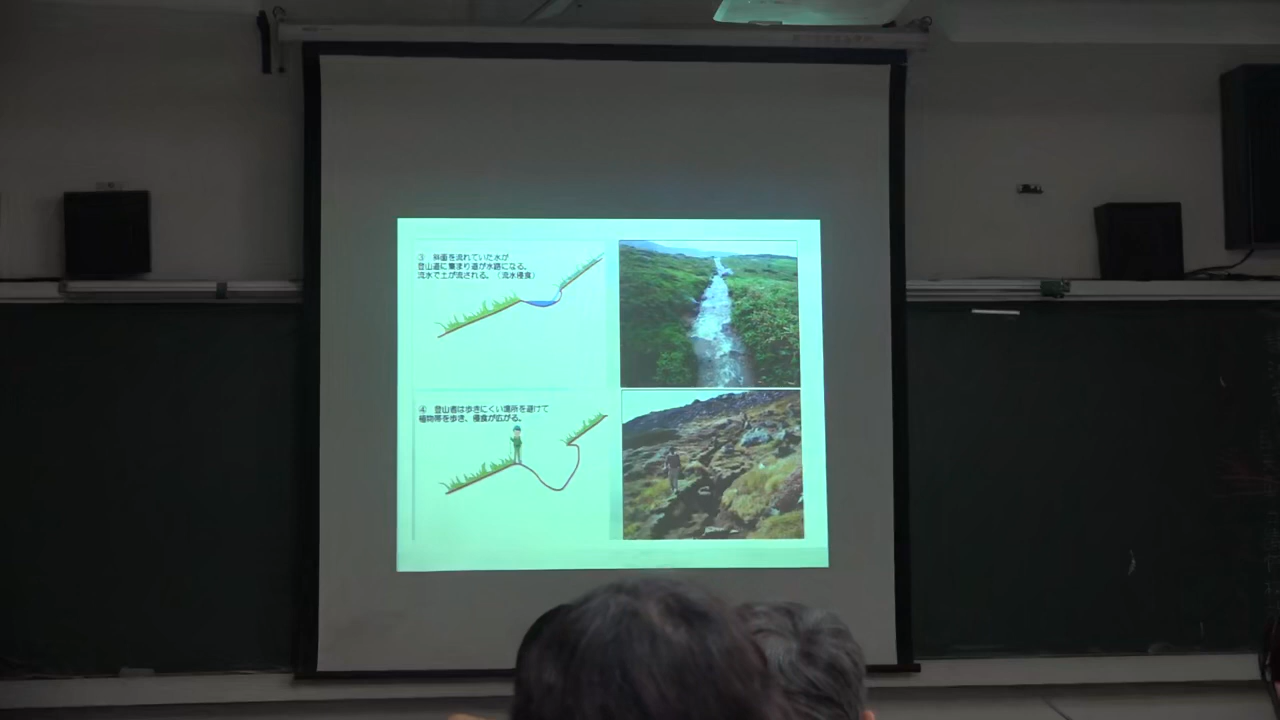 ③ 斜面を流れていた水が
登山道に集まり道が水路になる。
流水で土が流される。（流水侵食）
④ 登山者は歩きにくい場所を避けて
植物帯を歩き、侵食が広がる。